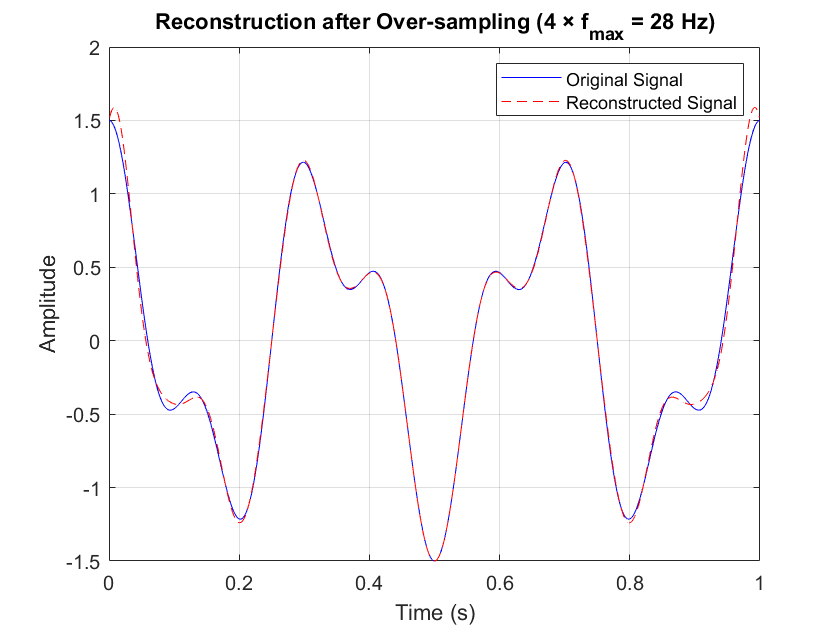 Reconstruction after Over-sampling (4 × f_max = 28 Hz)
Original Signal
Reconstructed Signal
2
1.5
1
0.5
0
-0.5
-1
-1.5
Amplitude
0 0.2 0.4 0.6 0.8 1
Time (s)